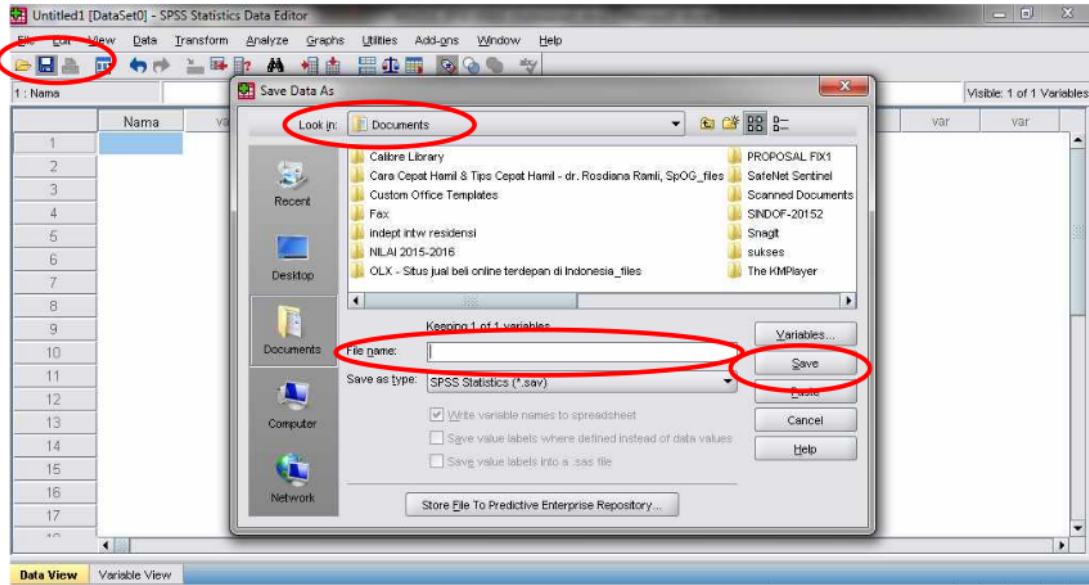 Untitled1 [DataSet0] - SPSS Statistics Data Editor
File Edit View Data Transform Analyze Graphs Utilities Add-ons Window Help
1 : Nama
Visible: 1 of 1 Variables
Nama va var var
Save Data As
Look in: Documents
Calibre Library
Cara Cepat Hamil & Tips Cepat Hamil - dr. Rosdiana Ramli, SpOG_files
Custom Office Templates
Fax
indept intw residensi
NILAI 2015-2016
OLX - Situs jual beli online terdepan di Indonesia_files
PROPOSAL FIX1
SafeNet Sentinel
Scanned Documents
SINDOF-20152
SnagIt
sukses
The KMPlayer
Recent
Desktop
Documents
Computer
Network
Keeping 1 of 1 variables.
File name:
Save as type: SPSS Statistics (*.sav)
Write variable names to spreadsheet
Save value labels where defined instead of data values
Save value labels into a .sas file
Variables...
Save
Paste
Cancel
Help
Store File To Predictive Enterprise Repository...
1
2
3
4
5
6
7
8
9
10
11
12
13
14
15
16
17
Data View Variable View